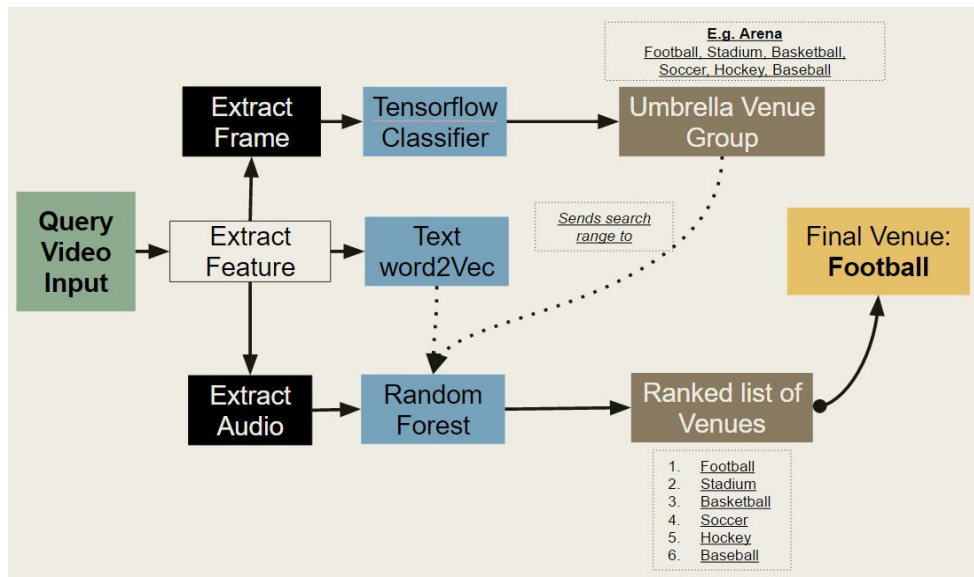 E.g. Arena
Football, Stadium, Basketball,
Soccer, Hockey, Baseball
Extract
Frame
Tensorflow
Classifier
Umbrella Venue
Group
Query
Video
Input
Extract
Feature
Text
word2Vec
Sends search
range to
Final Venue:
Football
Extract
Audio
Random
Forest
Ranked list of
Venues
1. Football
2. Stadium
3. Basketball
4. Soccer
5. Hockey
6. Baseball